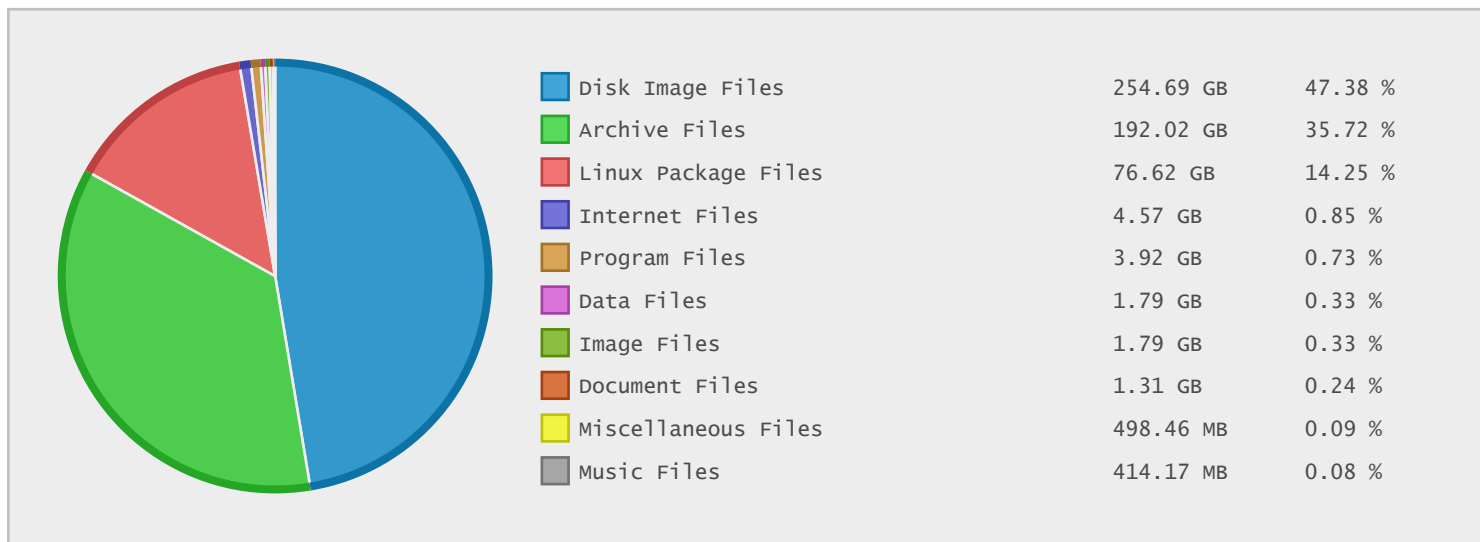 Disk Image Files 254.69 GB 47.38 %
Archive Files 192.02 GB 35.72 %
Linux Package Files 76.62 GB 14.25 %
Internet Files 4.57 GB 0.85 %
Program Files 3.92 GB 0.73 %
Data Files 1.79 GB 0.33 %
Image Files 1.79 GB 0.33 %
Document Files 1.31 GB 0.24 %
Miscellaneous Files 498.46 MB 0.09 %
Music Files 414.17 MB 0.08 %